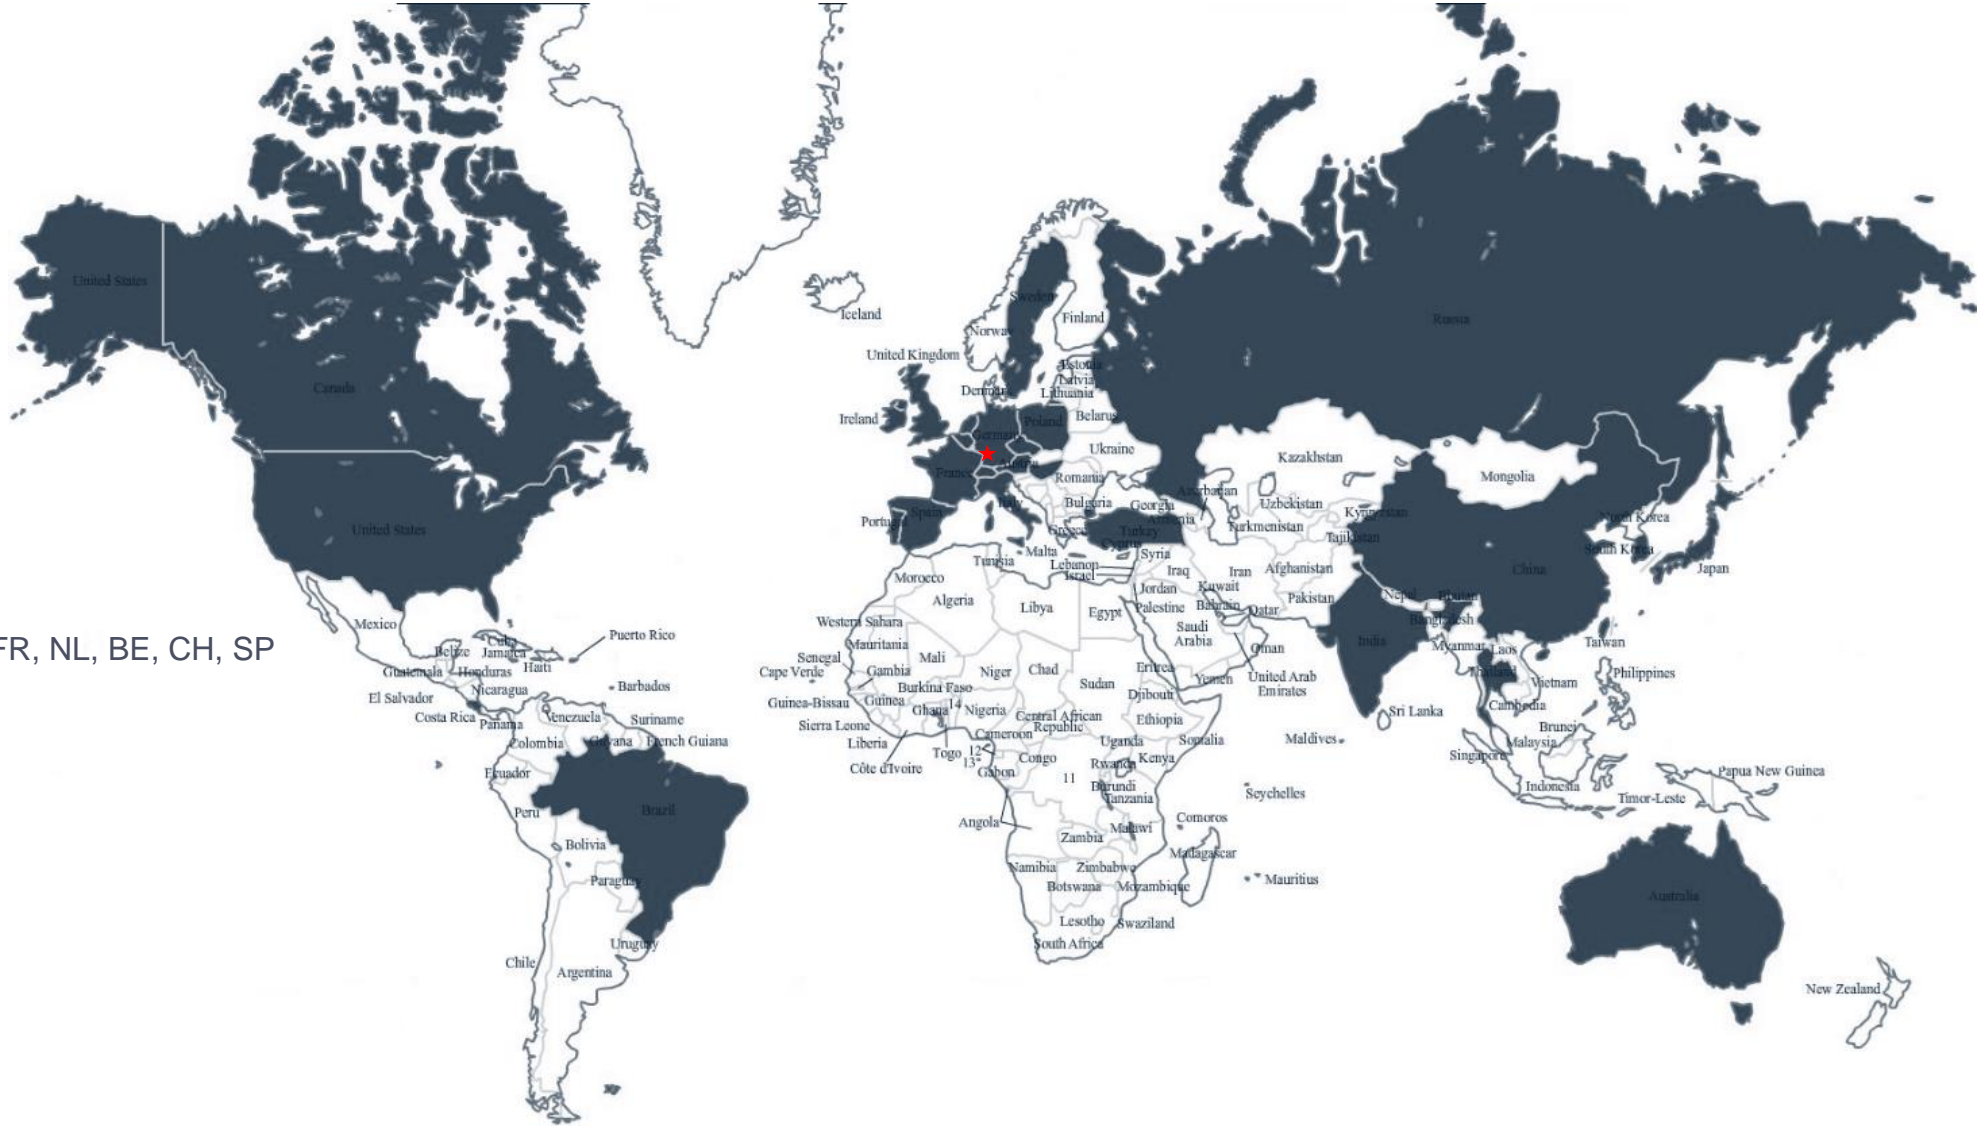 United States
Canada
United States
Mexico
FR, NL, BE, CH, SP
Belize
Cuba
Jamaica
Haiti
Puerto Rico
Guatemala
Honduras
El Salvador
Nicaragua
Barbados
Costa Rica
Panama
Venezuela
Suriname
Colombia
Guyana
French Guiana
Ecuador
Peru
Brazil
Bolivia
Paraguay
Uruguay
Chile
Argentina
Iceland
Sweden
Finland
Norway
United Kingdom
Estonia
Latvia
Lithuania
Denmark
Ireland
Belarus
Poland
Germany
Ukraine
Austria
France
Romania
Italy
Bulgaria
Spain
Portugal
Greece
Georgia
Azerbaijan
Armenia
Turkey
Cyprus
Malta
Russia
Kazakhstan
Mongolia
Uzbekistan
Kyrgyzstan
Turkmenistan
Tajikistan
North Korea
South Korea
Japan
China
Syria
Lebanon
Israel
Iraq
Iran
Afghanistan
Jordan
Kuwait
Pakistan
Palestine
Bahrain
Qatar
Saudi
Arabia
Oman
Yemen
United Arab
Emirates
Nepal
Bhutan
Bangladesh
India
Myanmar
Laos
Taiwan
Thailand
Vietnam
Philippines
Cambodia
Sri Lanka
Maldives
Brunei
Malaysia
Singapore
Indonesia
Timor-Leste
Papua New Guinea
Tunisia
Morocco
Algeria
Libya
Egypt
Western Sahara
Mauritania
Senegal
Mali
Niger
Chad
Cape Verde
Gambia
Burkina Faso
Sudan
Eritrea
Djibouti
Guinea-Bissau
Guinea
Ghana
14
Nigeria
Central African
Republic
Ethiopia
Sierra Leone
Liberia
Cameroon
Côte d'Ivoire
Togo
12
13
Gabon
Congo
Uganda
Somalia
Rwanda
Kenya
11
Burundi
Tanzania
Seychelles
Angola
Comoros
Zambia
Malawi
Madagascar
Namibia
Zimbabwe
Botswana
Mozambique
Mauritius
Lesotho
Swaziland
South Africa
Australia
New Zealand